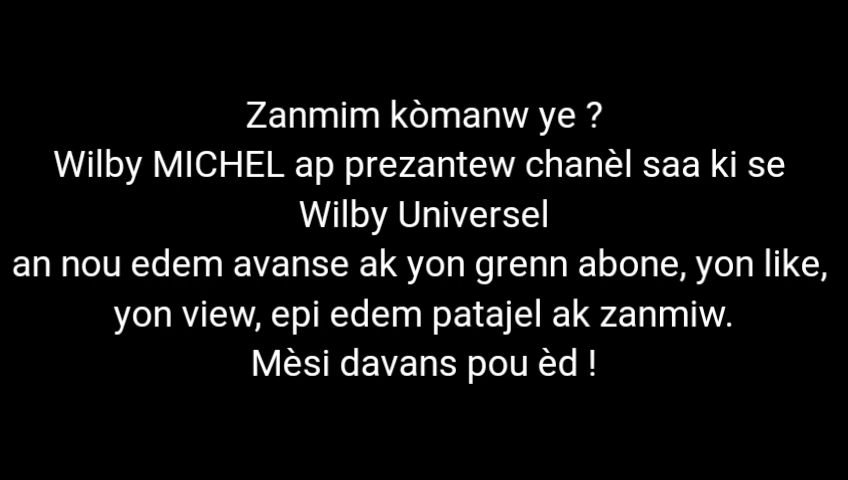 Zanmim kòmanw ye ?
Wilby MICHEL ap prezantew chanèl saa ki se
Wilby Universel
an nou edem avanse ak yon grenn abone, yon like,
yon view, epi edem patajel ak zanmiw.
Mèsi davans pou èd !